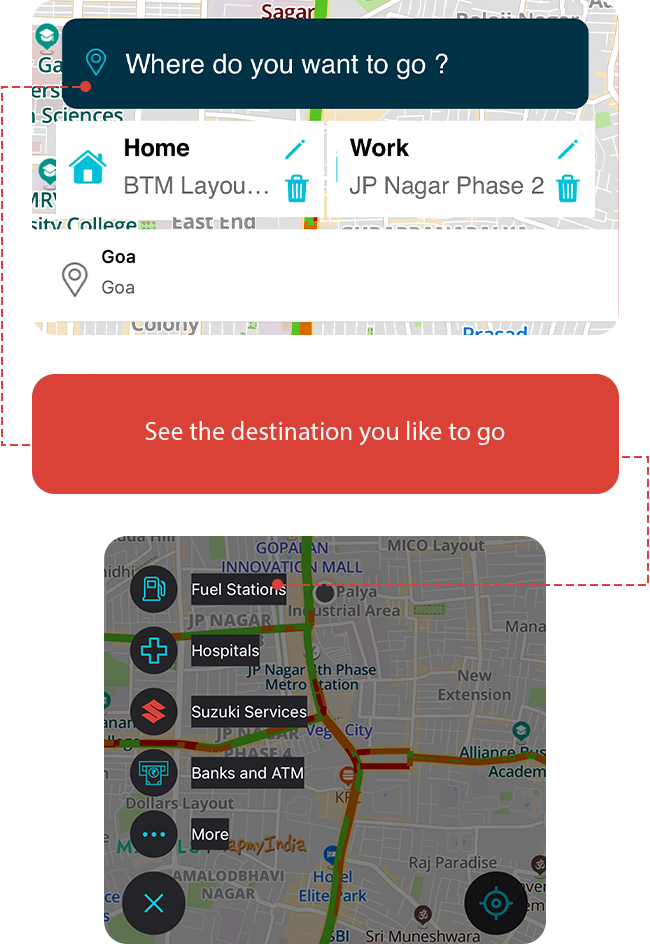 Sagar
Balaji Nagar
Where do you want to go ?
Sciences
Home
BTM Layou...
Work
JP Nagar Phase 2
sity College
East End
Goa
Goa
Colony
Prasad
See the destination you like to go
GOPALAN
INNOVATION MALL
MICO Layout
Fuel Stations
Palya
Industrial Area
JP NAGAR
Mana
Hospitals
JP Nagar 4th Phase
Metro Station
New
Extension
Suzuki Services
Vega City
JP NAGAR
PHASE 4
Alliance Bus
Academ
Banks and ATM
KFC
Dollars Layout
More
MapmyIndia
Raj Paradise
AMALODBHAVI
NAGAR
Hotel
Elite Park
SBI
Sri Muneshwara